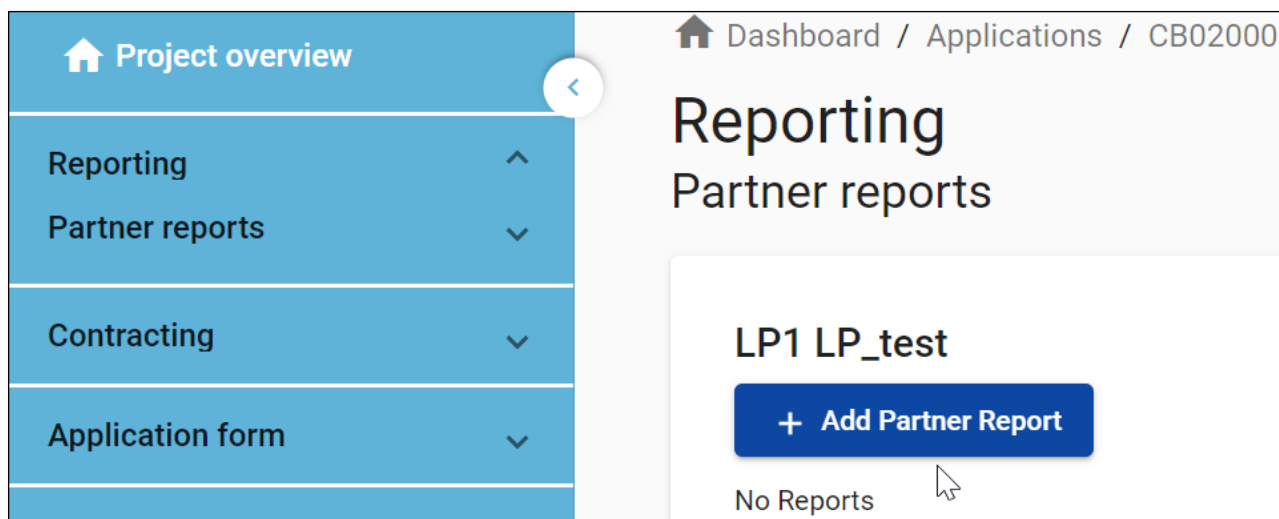 Project overview
Reporting
Partner reports
Contracting
Application form
Dashboard / Applications / CB02000
Reporting
Partner reports
LP1 LP_test
+ Add Partner Report
No Reports